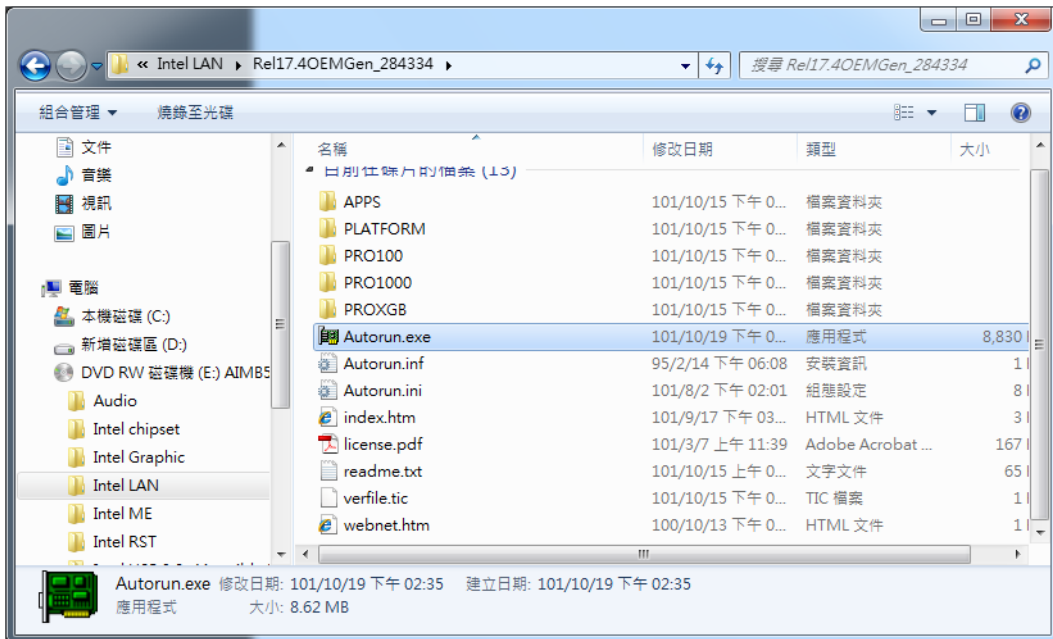 « Intel LAN ▸ Rel17.4OEMGen_284334 ▸
搜尋 Rel17.4OEMGen_284334
組合管理 ▼ 燒錄至光碟
文件
音樂
視訊
圖片
電腦
本機磁碟 (C:)
新增磁碟區 (D:)
DVD RW 磁碟機 (E:) AIMB5
Audio
Intel chipset
Intel Graphic
Intel LAN
Intel ME
Intel RST
名稱 修改日期 類型 大小
目前在碟片的檔案 (13)
APPS 101/10/15 下午 0... 檔案資料夾
PLATFORM 101/10/15 下午 0... 檔案資料夾
PRO100 101/10/15 下午 0... 檔案資料夾
PRO1000 101/10/15 下午 0... 檔案資料夾
PROXGB 101/10/15 下午 0... 檔案資料夾
Autorun.exe 101/10/19 下午 0... 應用程式 8,830
Autorun.inf 95/2/14 下午 06:08 安裝資訊 1
Autorun.ini 101/8/2 下午 02:01 組態設定 8
index.htm 101/9/17 下午 03... HTML 文件 3
license.pdf 101/3/7 上午 11:39 Adobe Acrobat ... 167
readme.txt 101/10/15 上午 0... 文字文件 65
verfile.tic 101/10/15 下午 0... TIC 檔案 1
webnet.htm 100/10/13 下午 0... HTML 文件 1
Autorun.exe 修改日期: 101/10/19 下午 02:35 建立日期: 101/10/19 下午 02:35
應用程式 大小: 8.62 MB